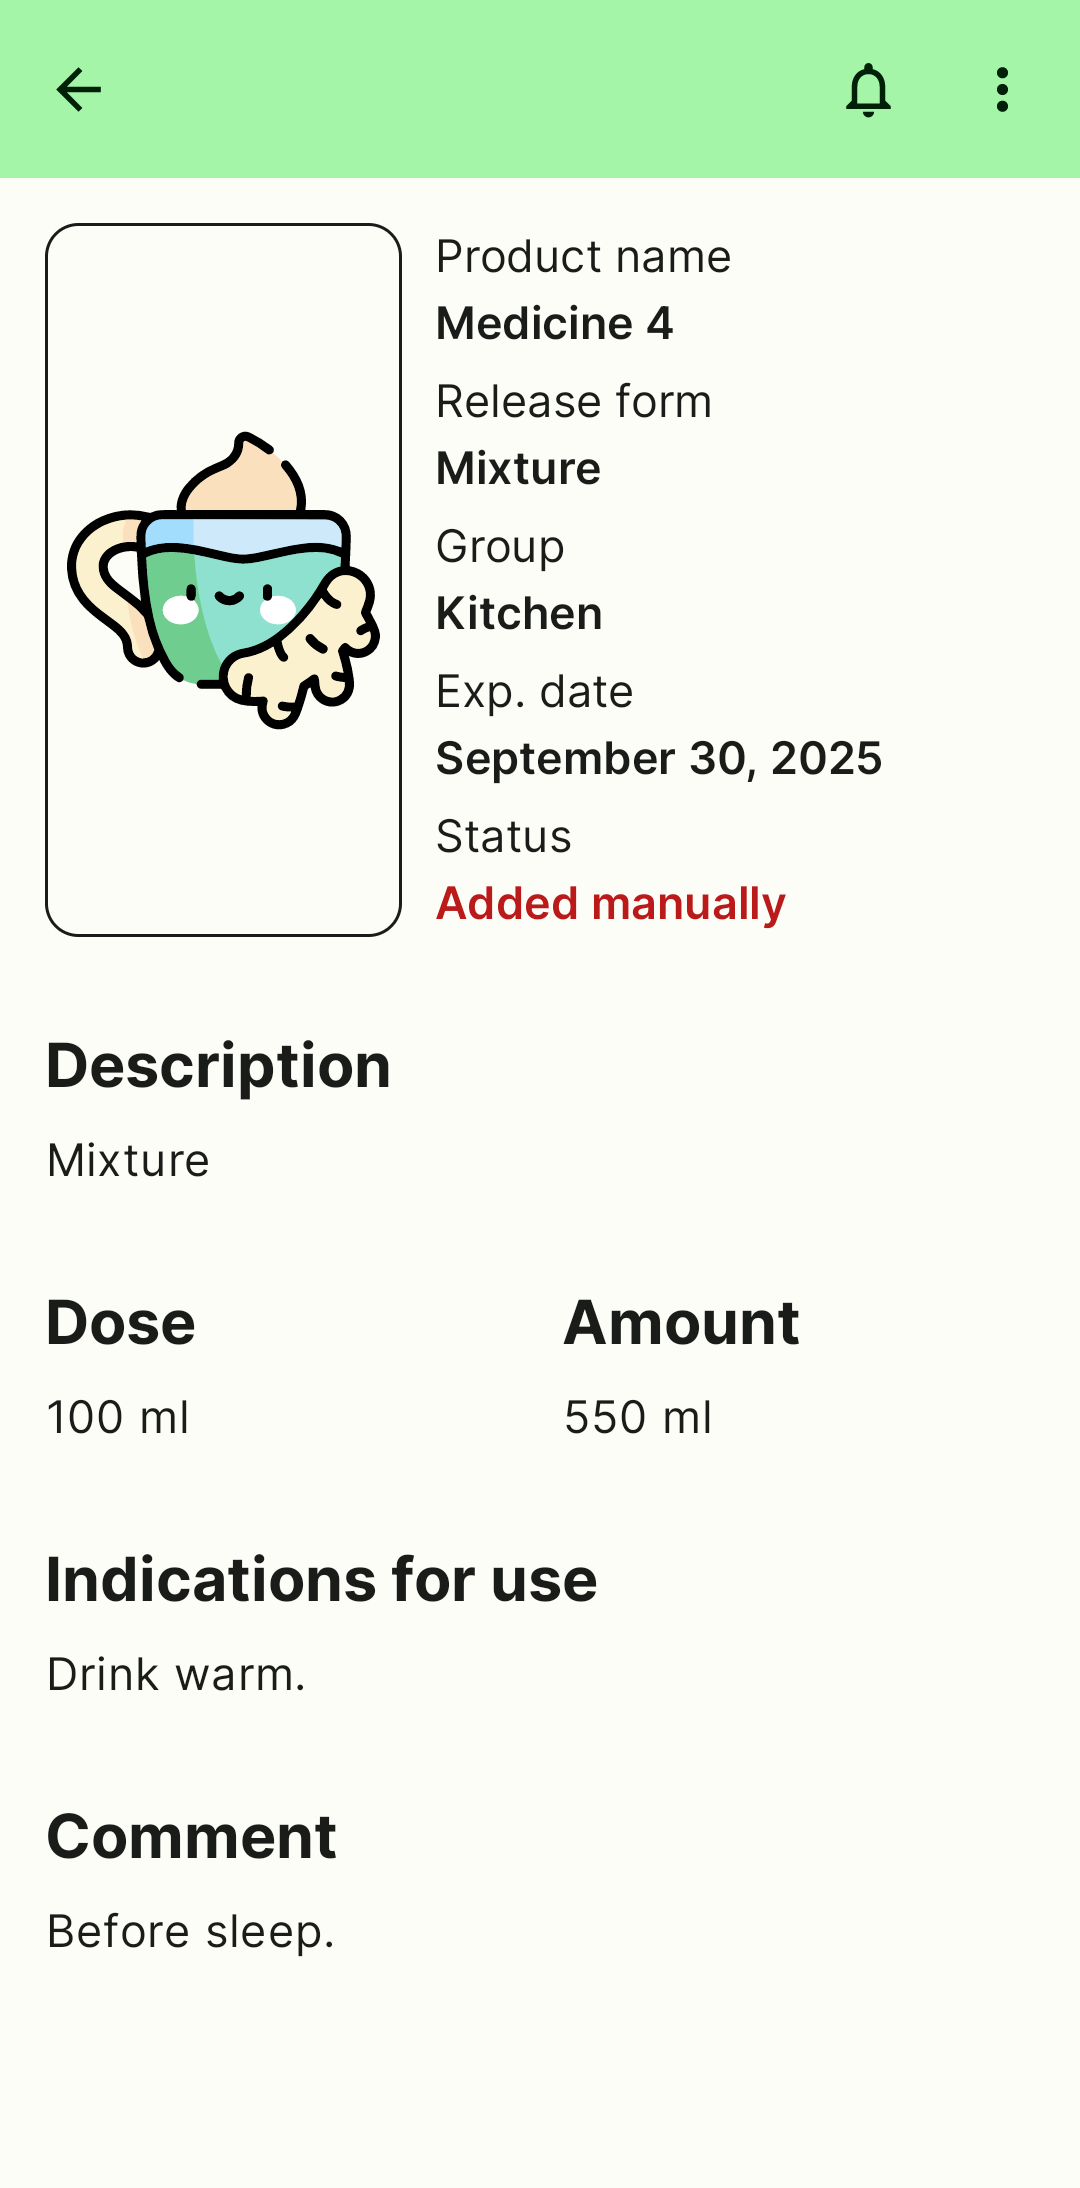 Product name
Medicine 4
Release form
Mixture
Group
Kitchen
Exp. date
September 30, 2025
Status
Added manually
Description
Mixture
Dose
Amount
100 ml
550 ml
Indications for use
Drink warm.
Comment
Before sleep.